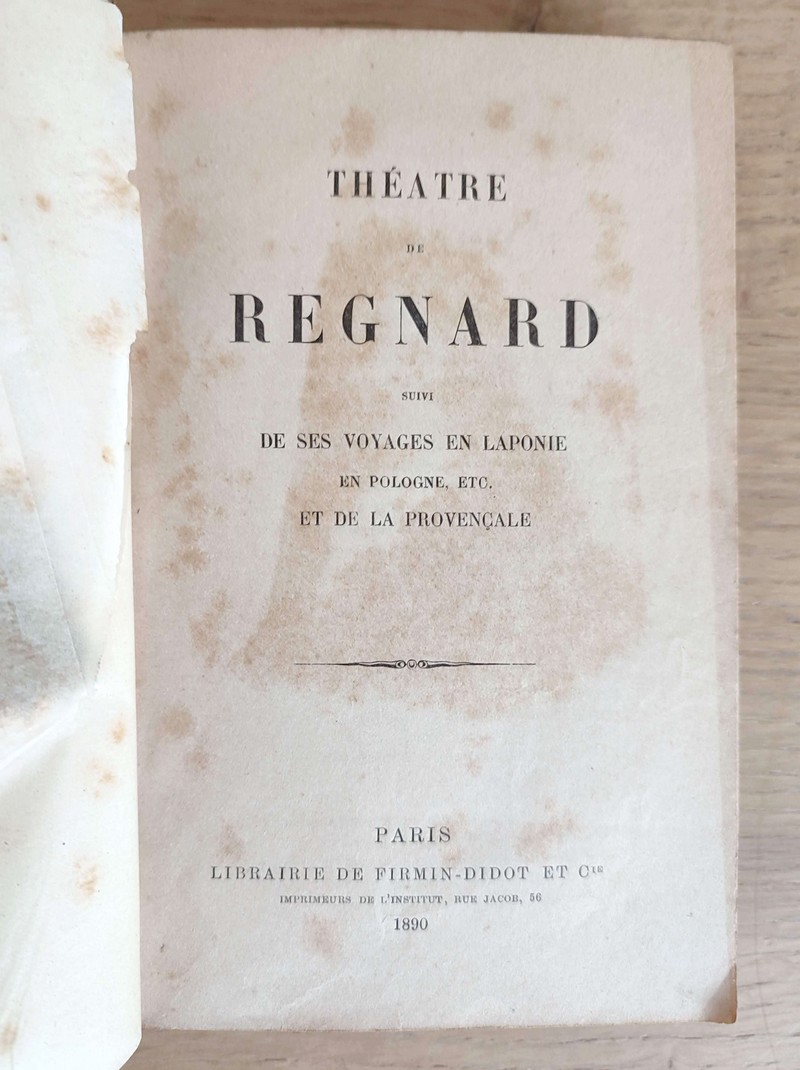 THÉATRE
DE
REGNARD
SUIVI
DE SES VOYAGES EN LAPONIE
EN POLOGNE, ETC.
ET DE LA PROVENÇALE
PARIS
LIBRAIRIE DE FIRMIN-DIDOT ET Cⁱᴱ
IMPRIMEURS DE L'INSTITUT, RUE JACOB, 56
1890